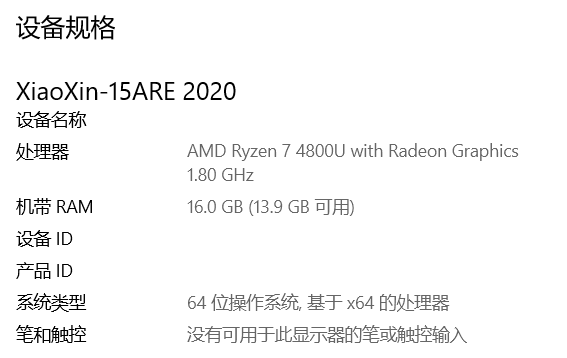 设备规格
XiaoXin-15ARE 2020
设备名称
处理器 AMD Ryzen 7 4800U with Radeon Graphics
1.80 GHz
机带 RAM 16.0 GB (13.9 GB 可用)
设备 ID
产品 ID
系统类型 64 位操作系统, 基于 x64 的处理器
笔和触控 没有可用于此显示器的笔或触控输入